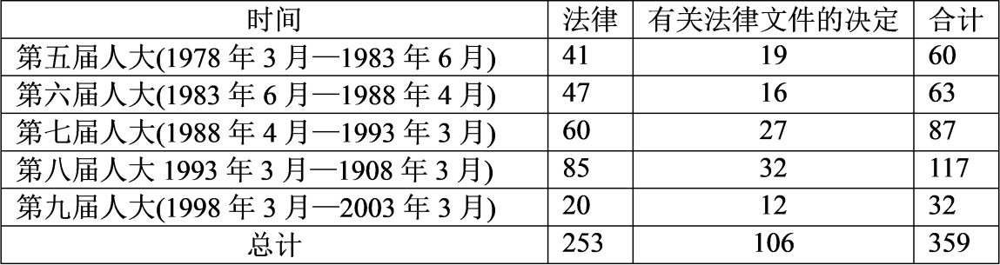 时间 法律 有关法律文件的决定 合计
第五届人大(1978 年 3 月—1983 年 6 月) 41 19 60
第六届人大(1983 年 6 月—1988 年 4 月) 47 16 63
第七届人大(1988 年 4 月—1993 年 3 月) 60 27 87
第八届人大 1993 年 3 月—1908 年 3 月) 85 32 117
第九届人大(1998 年 3 月—2003 年 3 月) 20 12 32
总计 253 106 359